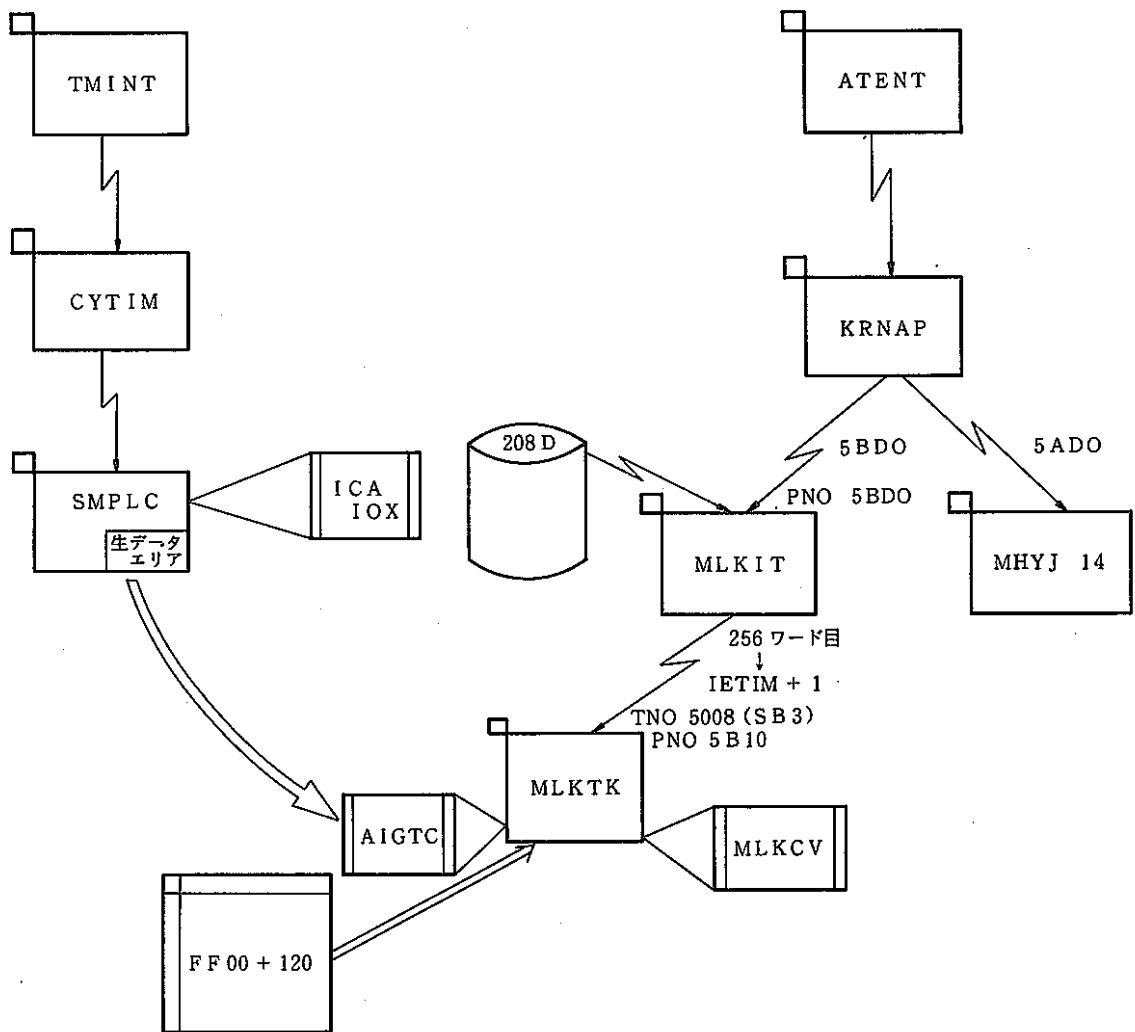 TMINT
ATENT
CYTIM
KRNAP
SMPLC
生データ
エリア
ICA
IOX
208D
5BDO
5ADO
PNO 5BDO
MLKIT
MHYJ 14
256 ワード目
↓
IETIM + 1
TNO 5008 (SB3)
PNO 5B10
MLKTK
AIGTC
MLKCV
FF00 + 120